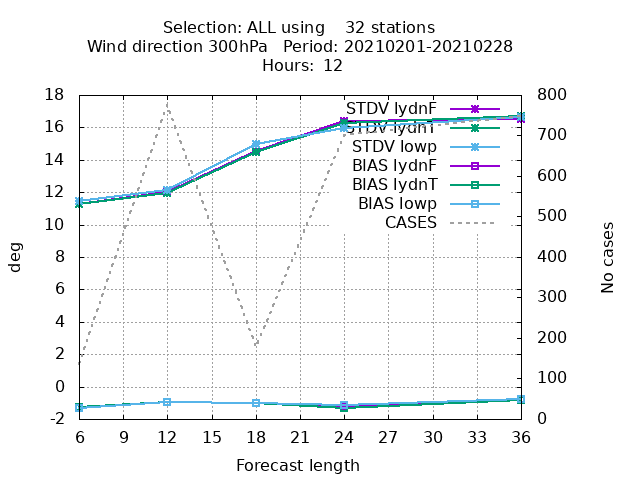 Selection: ALL using    32 stations
Wind direction 300hPa   Period: 20210201-20210228
Hours: 12
18 800
STDV lydnF
16 700
STDV lydnT
STDV lowp
14 600
BIAS lydnF
BIAS lydnT
12 500
BIAS lowp
CASES
10
8 400
6 300
4
2 200
0 100
-2 0
deg
No cases
6 9 12 15 18 21 24 27 30 33 36
Forecast length